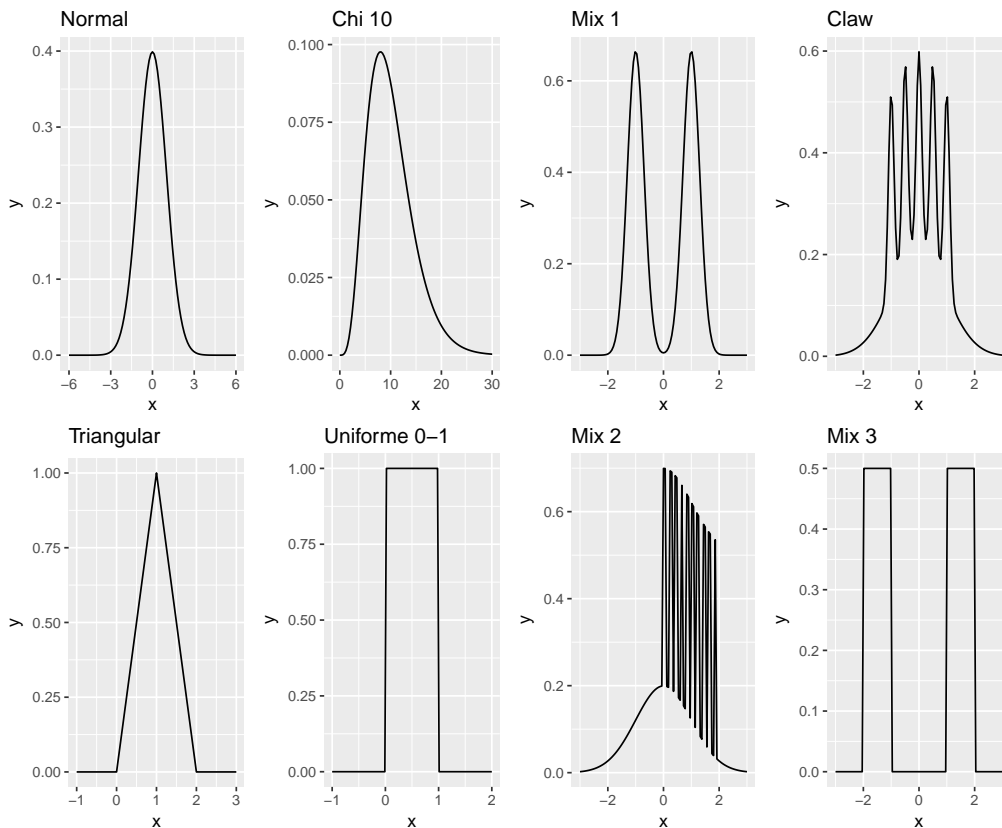 Normal
Chi 10
Mix 1
Claw
y
0.4
0.3
0.2
0.1
0.0
−6 −3 0 3 6
x
y
0.100
0.075
0.050
0.025
0.000
0 10 20 30
x
y
0.6
0.4
0.2
0.0
−2 0 2
x
y
0.6
0.4
0.2
0.0
−2 0 2
x
Triangular
Uniforme 0−1
Mix 2
Mix 3
y
1.00
0.75
0.50
0.25
0.00
−1 0 1 2 3
x
y
1.00
0.75
0.50
0.25
0.00
−1 0 1 2
x
y
0.6
0.4
0.2
0.0
−2 0 2
x
y
0.5
0.4
0.3
0.2
0.1
0.0
−2 0 2
x